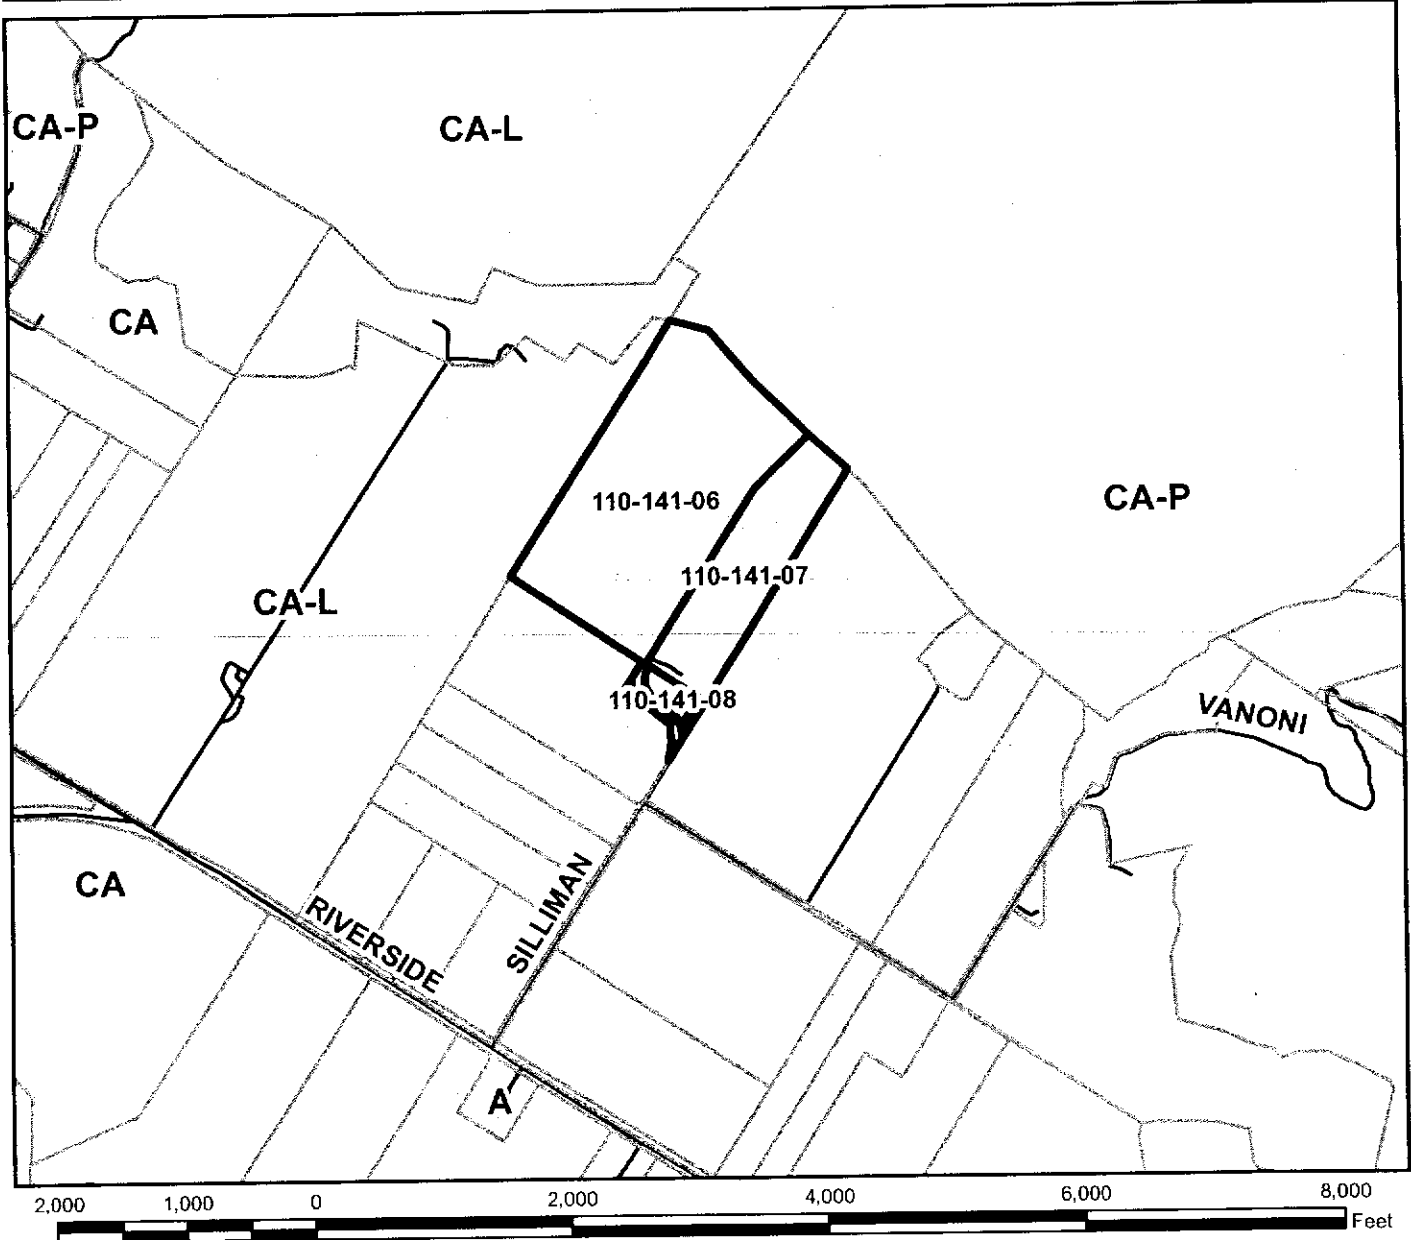 CA-P
CA-L
CA
110-141-06
CA-P
110-141-07
CA-L
110-141-08
VANONI
CA
SILLIMAN
RIVERSIDE
A
2,000 1,000 0 2,000 4,000 6,000 8,000
Feet